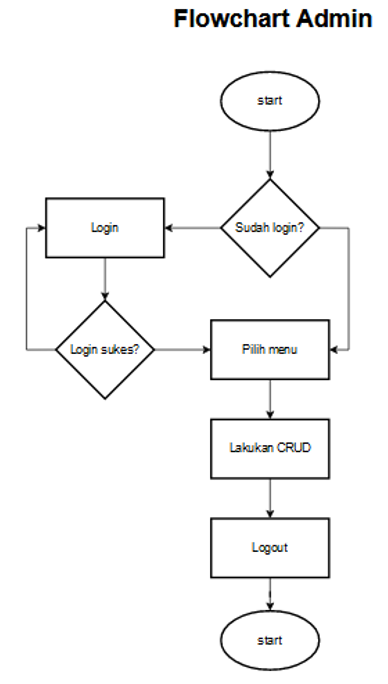 Flowchart Admin
start
Sudah login?
Login
Login sukes?
Pilih menu
Lakukan CRUD
Logout
start